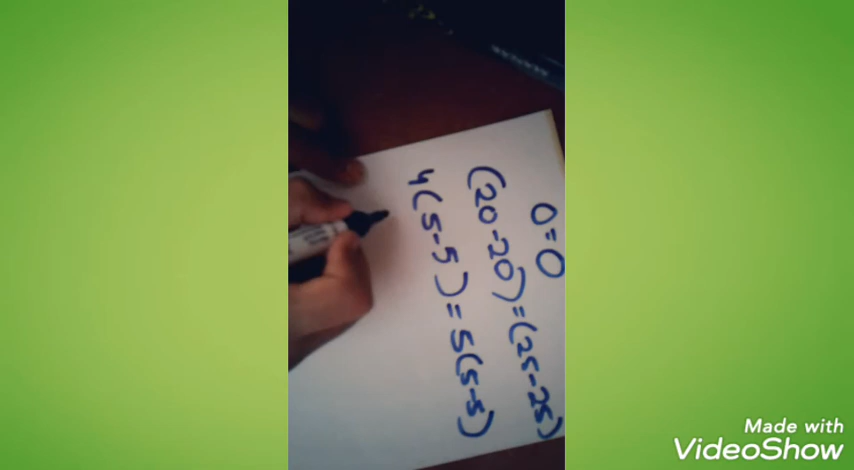 0=0
(20-20)=(25-25)
4(5-5)=5(5-5)
Made with
VideoShow